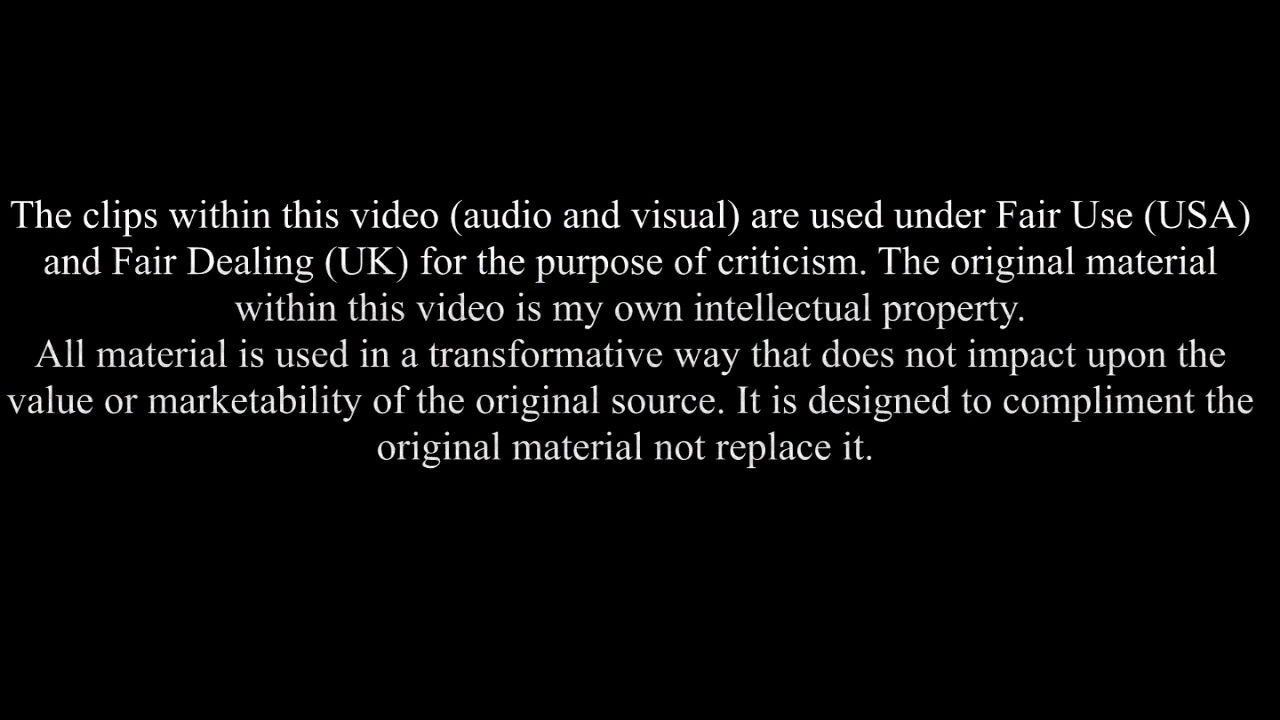 The clips within this video (audio and visual) are used under Fair Use (USA)
and Fair Dealing (UK) for the purpose of criticism. The original material
within this video is my own intellectual property.
All material is used in a transformative way that does not impact upon the
value or marketability of the original source. It is designed to compliment the
original material not replace it.